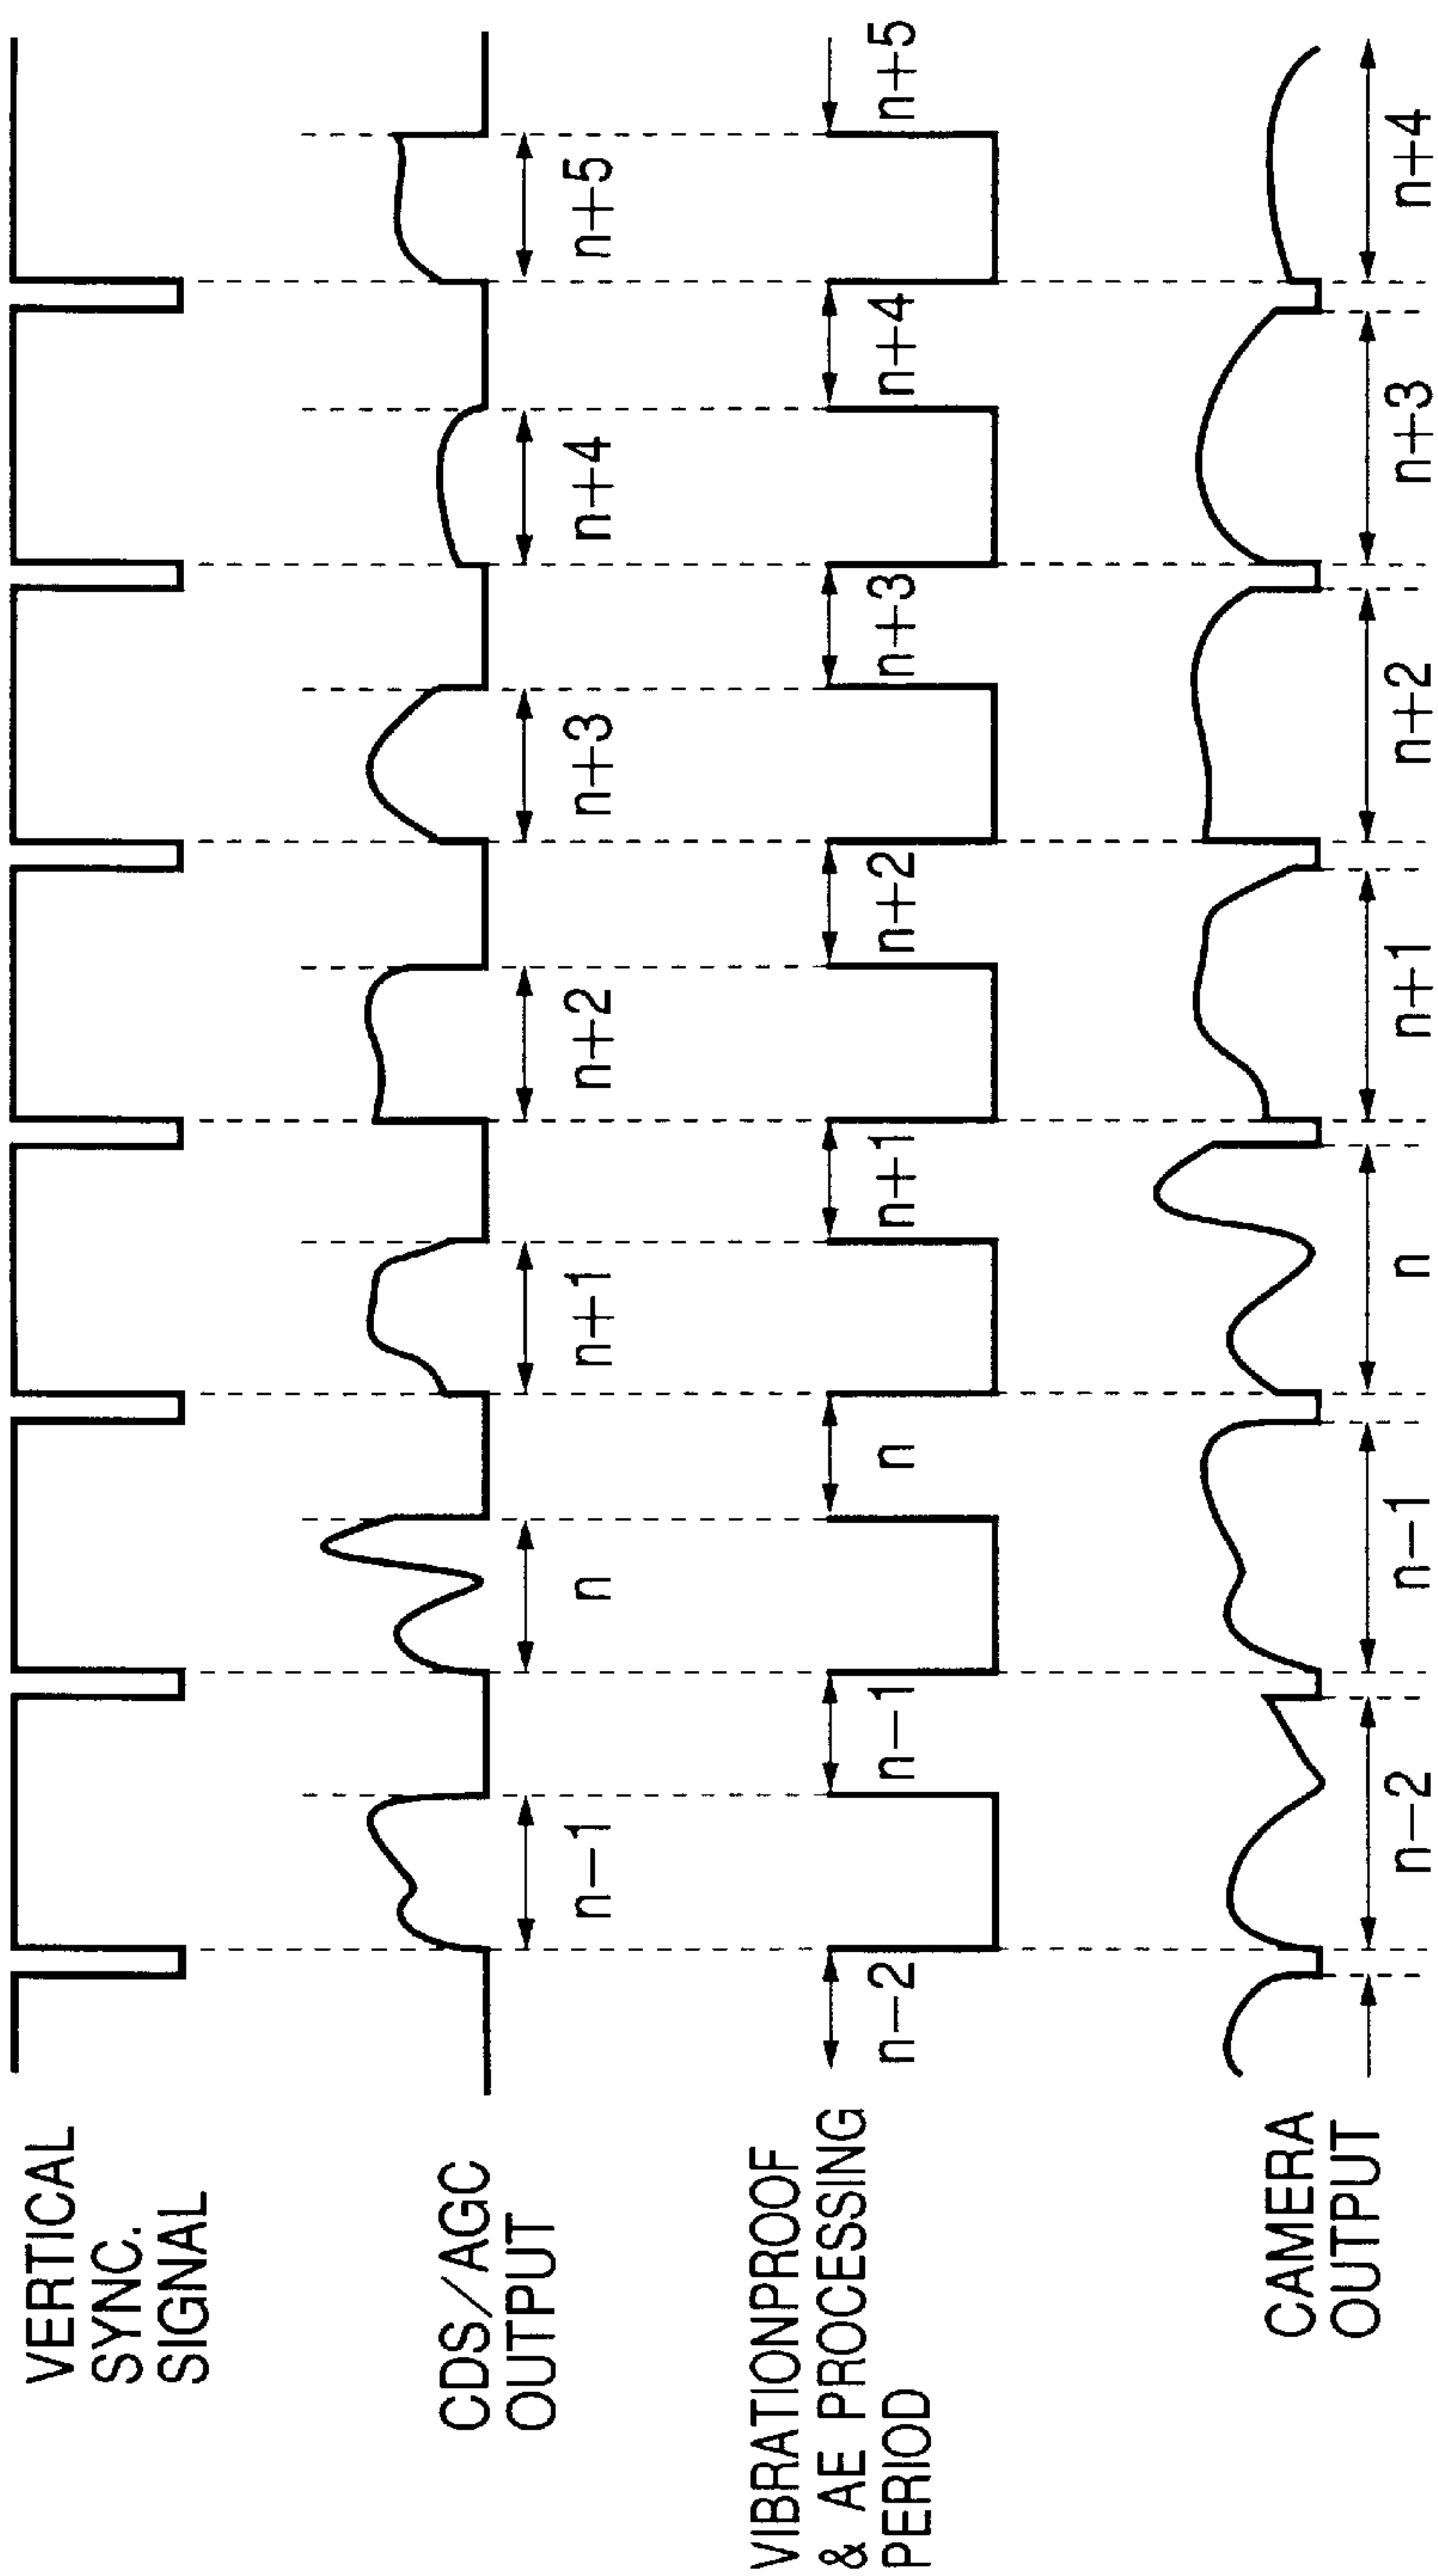 VERTICAL
SYNC.
SIGNAL
CDS/AGC
OUTPUT
n−1
n
n+1
n+2
n+3
n+4
n+5
VIBRATIONPROOF
& AE PROCESSING
PERIOD
n−2
n−1
n
n+1
n+2
n+3
n+4
n+5
CAMERA
OUTPUT
n−2
n−1
n
n+1
n+2
n+3
n+4